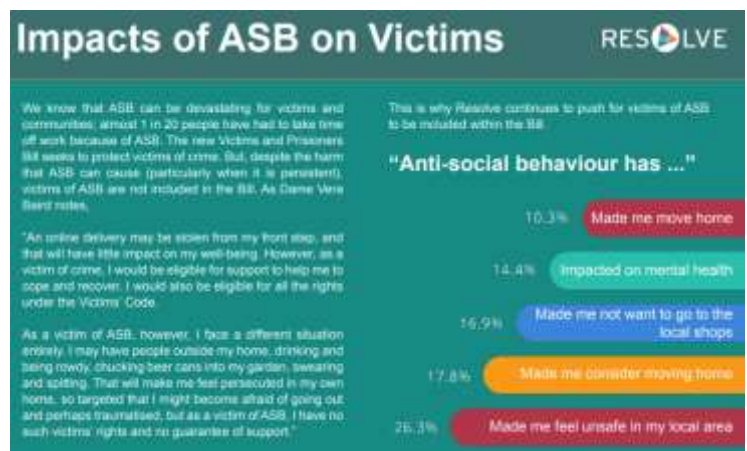 Impacts of ASB on Victims
RESOLVE
We know that ASB can be devastating for victims and
communities; almost 1 in 20 people have had to take time
off work because of ASB. The new Victims and Prisoners
Bill seeks to protect victims of crime. But, despite the harm
that ASB can cause (particularly when it is persistent),
victims of ASB are not included in the Bill. As Dame Vera
Baird notes,
"An online delivery may be stolen from my front step, and
that will have little impact on my well-being. However, as a
victim of crime, I would be eligible for support to help me to
cope and recover. I would also be eligible for all the rights
under the Victims' Code.
As a victim of ASB, however, I face a different situation
entirely. I may have people outside my home, drinking and
being rowdy, chucking beer cans into my garden, swearing
and spitting. That will make me feel persecuted in my own
home, so targeted that I might become afraid of going out
and perhaps traumatised, but as a victim of ASB, I have no
such victims' rights and no guarantee of support."
This is why Resolve continues to push for victims of ASB
to be included within the Bill.
"Anti-social behaviour has ..."
10.3% Made me move home
14.4% Impacted on mental health
16.9% Made me not want to go to the
local shops
17.8% Made me consider moving home
26.3% Made me feel unsafe in my local area